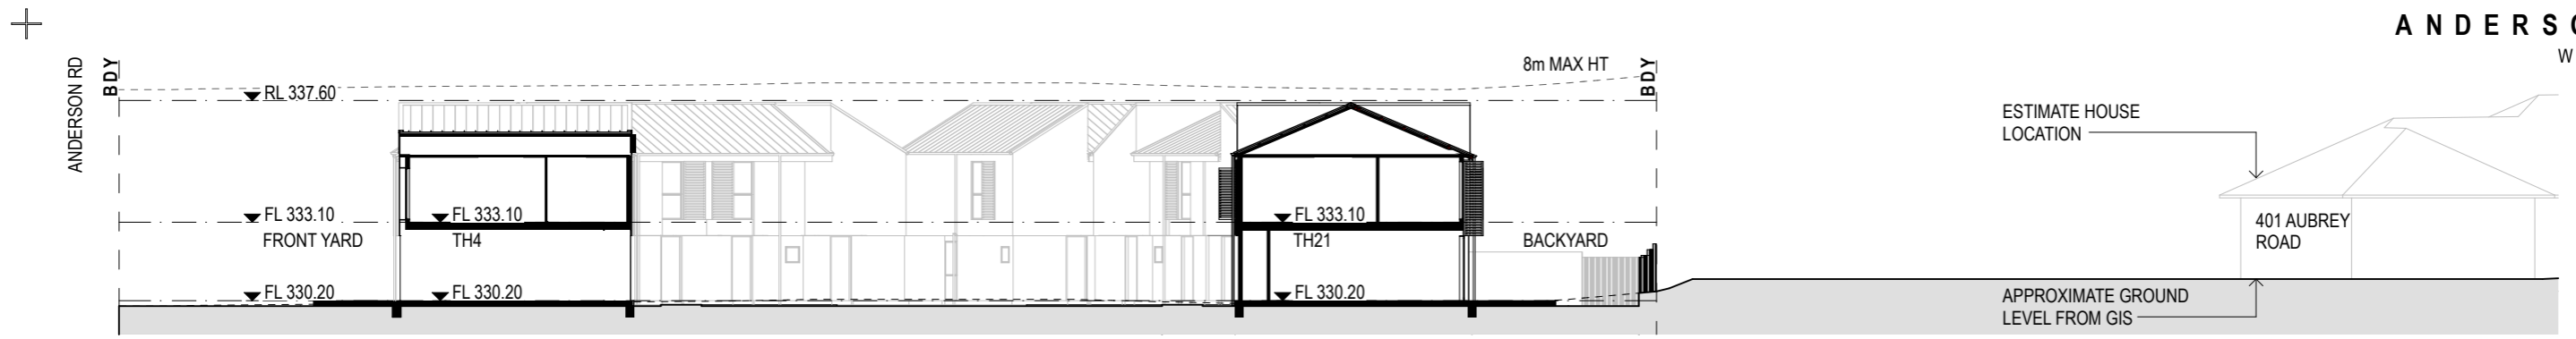 ANDERSO
W
ANDERSON RD
BDY
8m MAX HT
BDY
RL 337.60
ESTIMATE HOUSE
LOCATION
FL 333.10
FL 333.10
FL 333.10
FRONT YARD
TH4
TH21
BACKYARD
401 AUBREY
ROAD
FL 330.20
FL 330.20
FL 330.20
APPROXIMATE GROUND
LEVEL FROM GIS